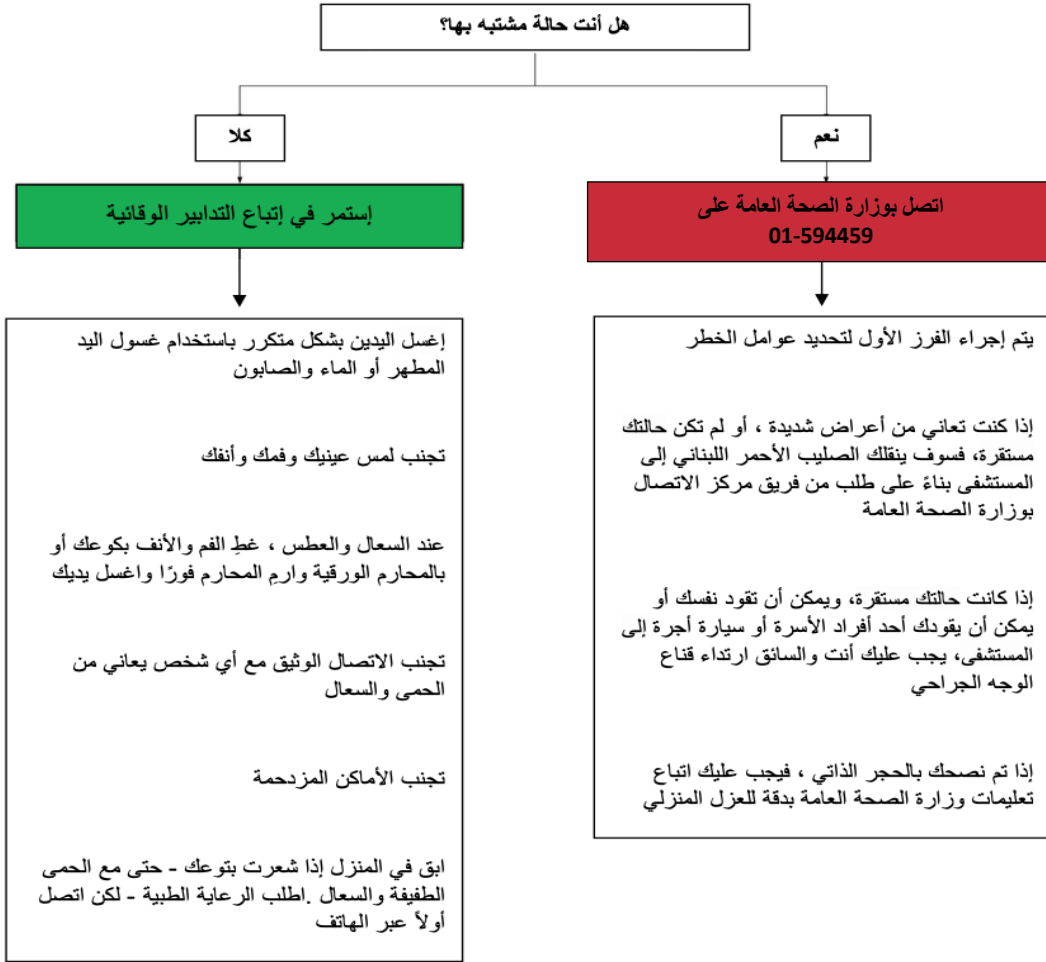 هل أنت حالة مشتبه بها؟
نعم
كلا
اتصل بوزارة الصحة العامة على
01-594459
إستمر في إتباع التدابير الوقائية
يتم إجراء الفرز الأول لتحديد عوامل الخطر
إذا كنت تعاني من أعراض شديدة ، أو لم تكن حالتك
مستقرة، فسوف ينقلك الصليب الأحمر اللبناني إلى
المستشفى بناءً على طلب من فريق مركز الاتصال
بوزارة الصحة العامة
إذا كانت حالتك مستقرة، ويمكن أن تقود نفسك أو
يمكن أن يقودك أحد أفراد الأسرة أو سيارة أجرة إلى
المستشفى، يجب عليك أنت والسائق ارتداء قناع
الوجه الجراحي
إذا تم نصحك بالحجر الذاتي ، فيجب عليك اتباع
تعليمات وزارة الصحة العامة بدقة للعزل المنزلي
إغسل اليدين بشكل متكرر باستخدام غسول اليد
المطهر أو الماء والصابون
تجنب لمس عينيك وفمك وأنفك
عند السعال والعطس ، غطِ الفم والأنف بكوعك أو
بالمحارم الورقية وارمِ المحارم فورًا واغسل يديك
تجنب الاتصال الوثيق مع أي شخص يعاني من
الحمى والسعال
تجنب الأماكن المزدحمة
ابق في المنزل إذا شعرت بتوعك - حتى مع الحمى
الطفيفة والسعال .اطلب الرعاية الطبية - لكن اتصل
أولاً عبر الهاتف